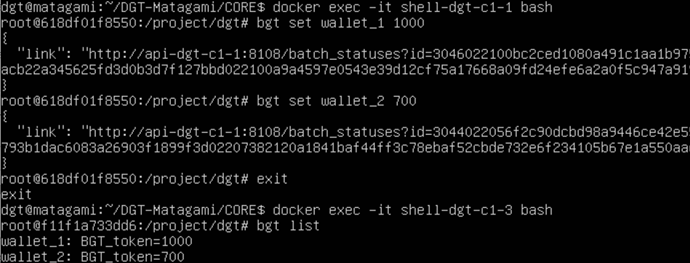 dgt@matagami:~/DGT-Matagami/CORE$ docker exec -it shell-dgt-c1-1 bash
root@618df01f8550:/project/dgt# bgt set wallet_1 1000
{
"link": "http://api-dgt-c1-1:8108/batch_statuses?id=3046022100bc2ced1080a491c1aa1b979
acb22a345625fd3d0b3d7f127bbd022100a9a4597e0543e39d12cf75a17668a09fd24efe6a2a0f5c947a91
}
root@618df01f8550:/project/dgt# bgt set wallet_2 700
{
"link": "http://api-dgt-c1-1:8108/batch_statuses?id=3044022056f2c90dcbd98a9446ce42e5
793b1dac6083a26903f1899f3d02207382120a1841baf44ff3c78ebaf52cbde732e6f234105b67e1a550aa
}
root@618df01f8550:/project/dgt# exit
exit
dgt@matagami:~/DGT-Matagami/CORE$ docker exec -it shell-dgt-c1-3 bash
root@f11f1a733dd6:/project/dgt# bgt list
wallet_1: BGT_token=1000
wallet_2: BGT_token=700